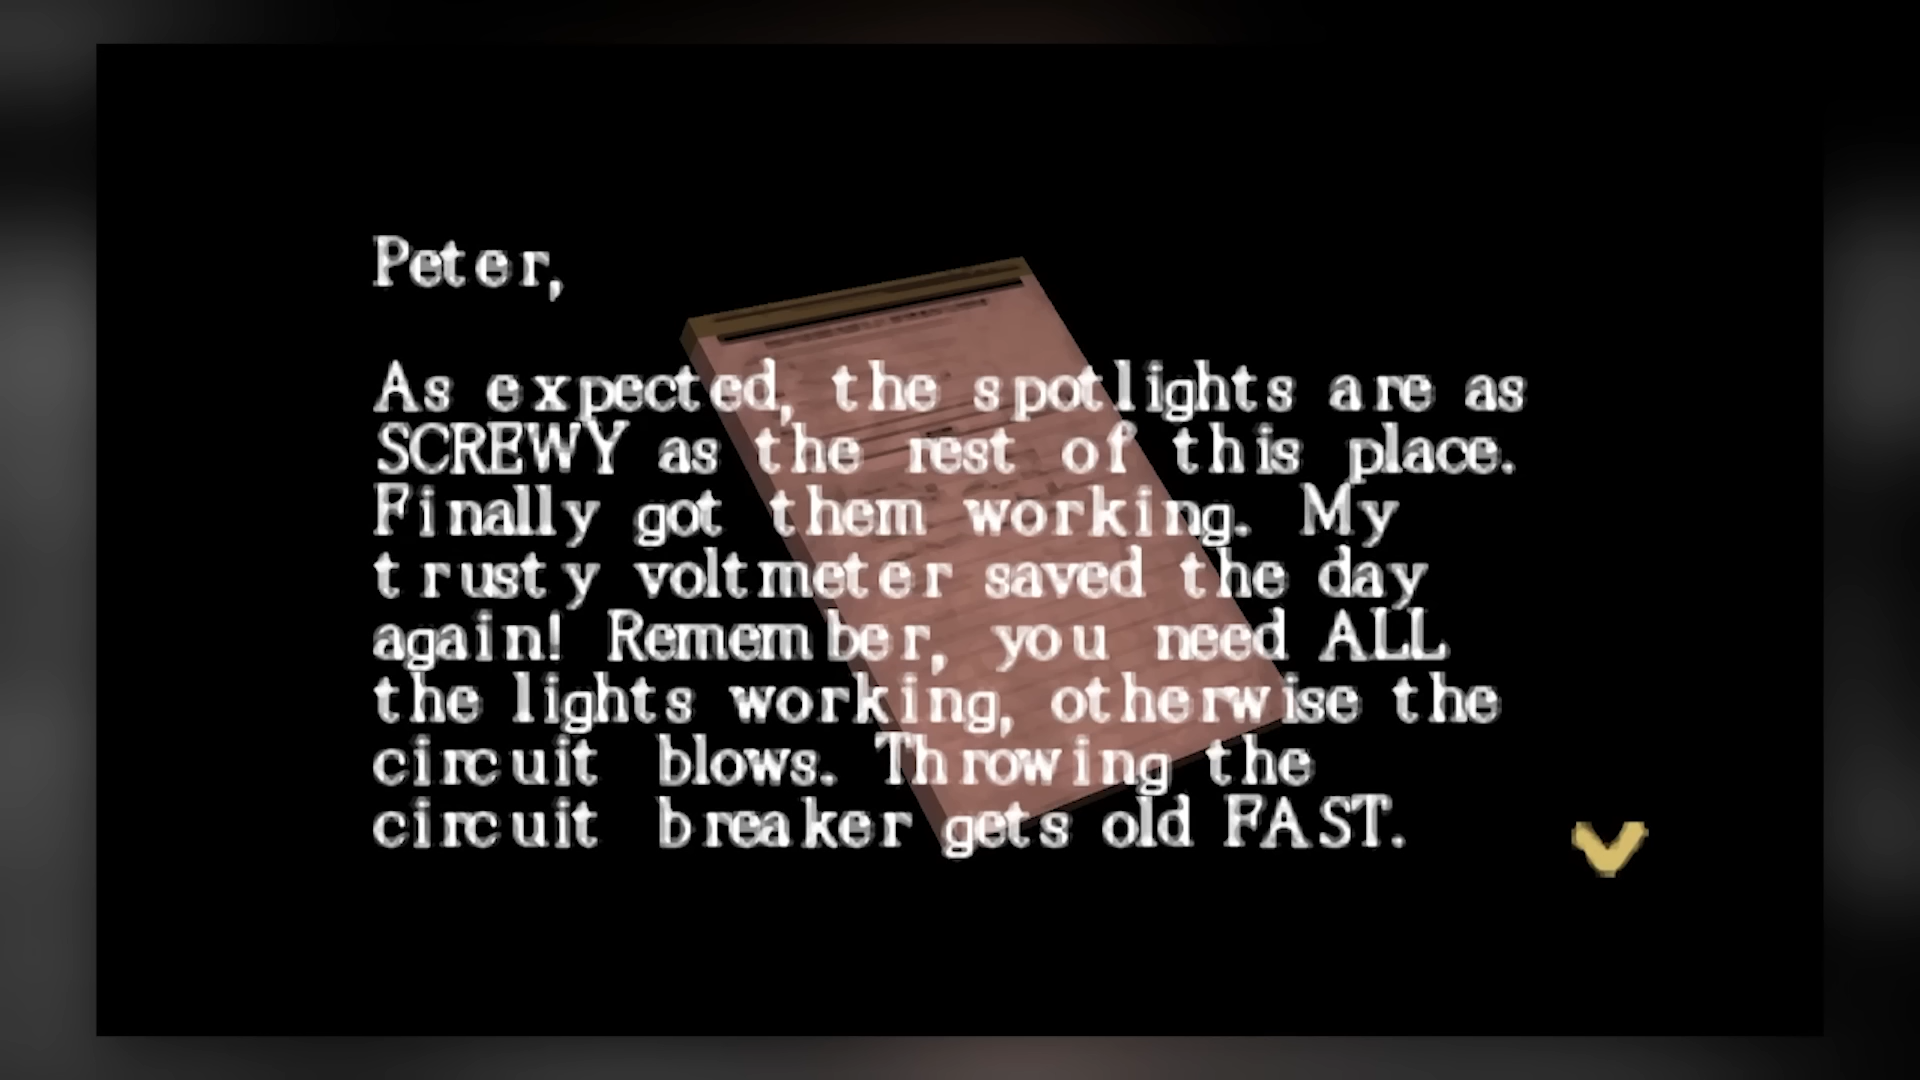 Peter,
As expected, the spotlights are as
SCREWY as the rest of this place.
Finally got them working. My
trusty voltmeter saved the day
again! Remember, you need ALL
the lights working, otherwise the
circuit blows. Throwing the
circuit breaker gets old FAST.